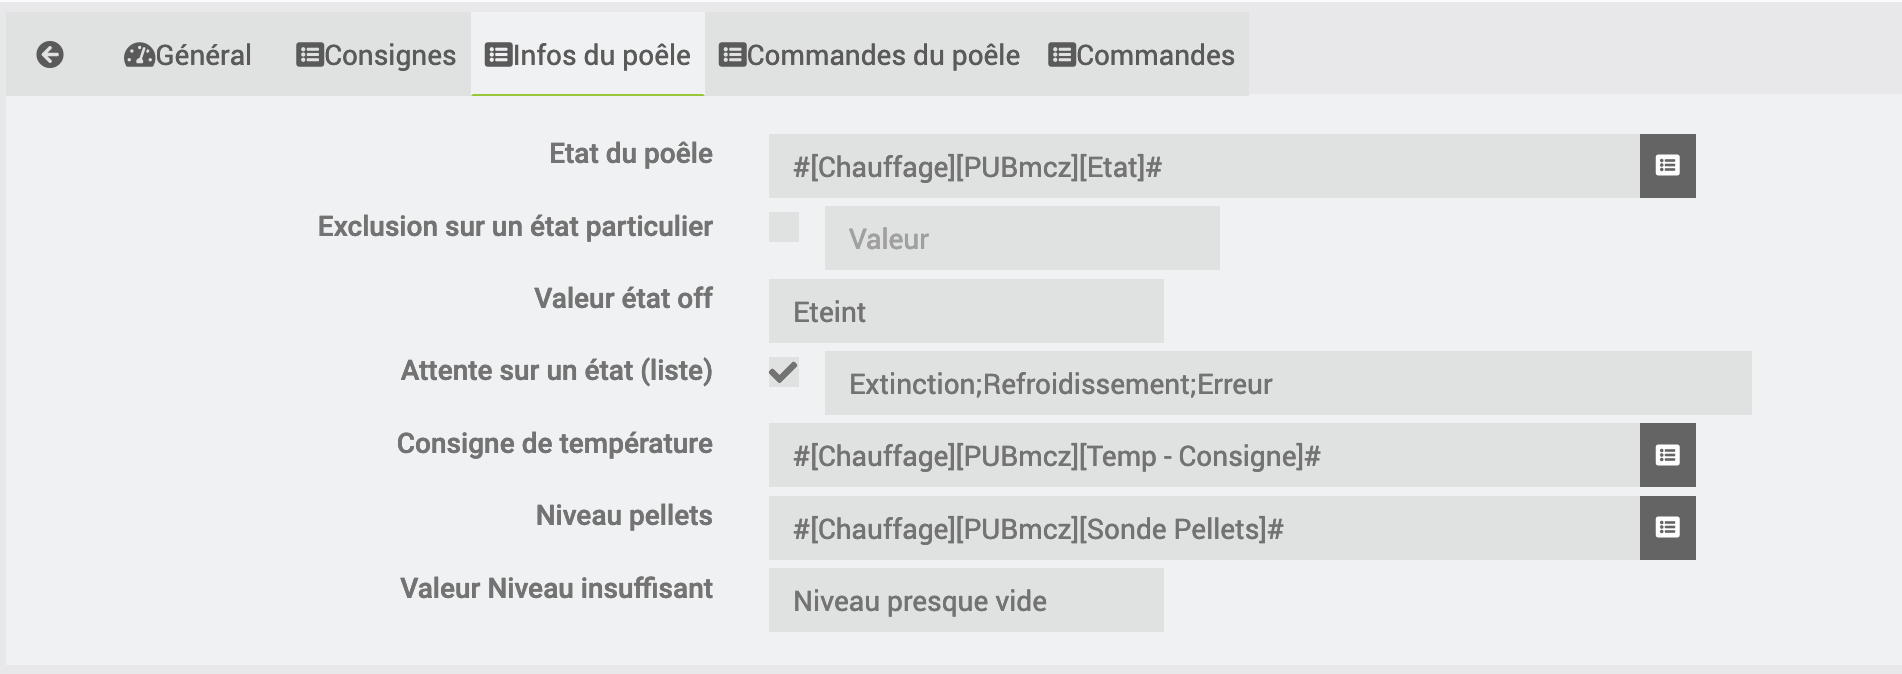 Général Consignes Infos du poêle Commandes du poêle Commandes
Etat du poêle #[Chauffage][PUBmcz][Etat]#
Exclusion sur un état particulier Valeur
Valeur état off Eteint
Attente sur un état (liste) Extinction;Refroidissement;Erreur
Consigne de température #[Chauffage][PUBmcz][Temp - Consigne]#
Niveau pellets #[Chauffage][PUBmcz][Sonde Pellets]#
Valeur Niveau insuffisant Niveau presque vide